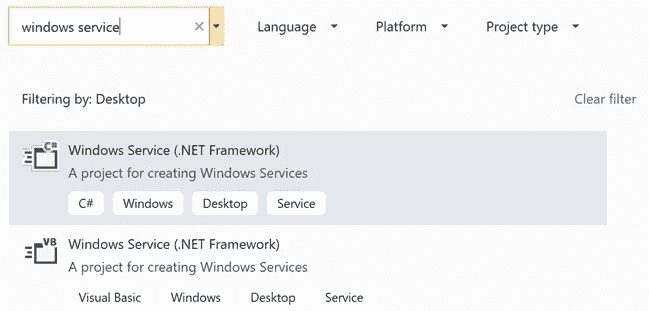 windows service
Language Platform Project type
Filtering by: Desktop Clear filter
C#
Windows Service (.NET Framework)
A project for creating Windows Services
C# Windows Desktop Service
VB
Windows Service (.NET Framework)
A project for creating Windows Services
Visual Basic Windows Desktop Service